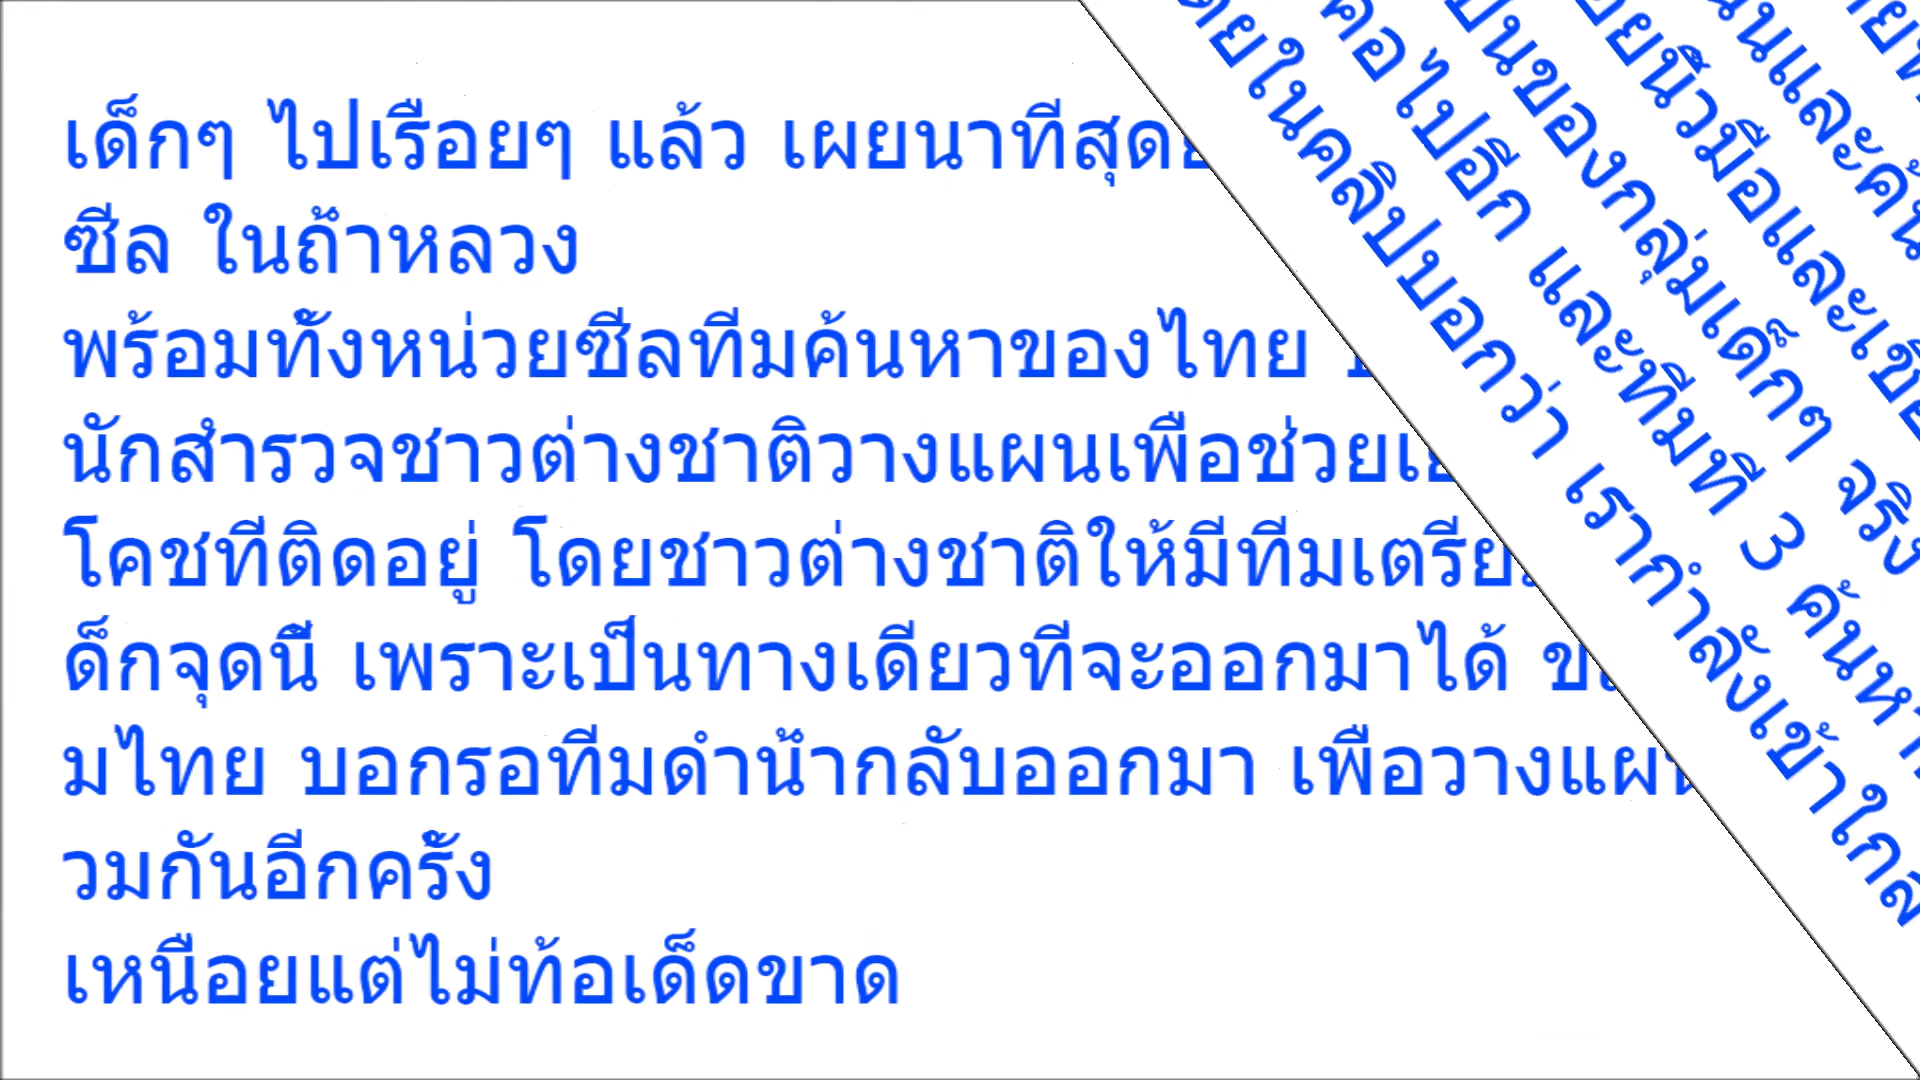 เด็กๆ ไปเรื่อยๆ แล้ว เผยนาทีสุด
ซีล ในถ้ำหลวง
พร้อมทั้งหน่วยซีลทีมค้นหาของไทย
นักสำรวจชาวต่างชาติวางแผนเพื่อช่วย
โคชที่ติดอยู่ โดยชาวต่างชาติให้มีทีมเตรีย
ด็กจุดนี้ เพราะเป็นทางเดียวที่จะออกมาได้
มไทย บอกรอทีมดำน้ำกลับออกมา เพื่อวางแผ
วมกันอีกครั้ง
เหนื่อยแต่ไม่ท้อเด็ดขาด
ยในคลิปบอกว่า เรากำลังเข้าใกล
คือไปอีก และทีมที่ 3 ค้นห
ป็นของกลุ่มเด็กๆ จริง
ยนิ้วมือและเชื
และค้น